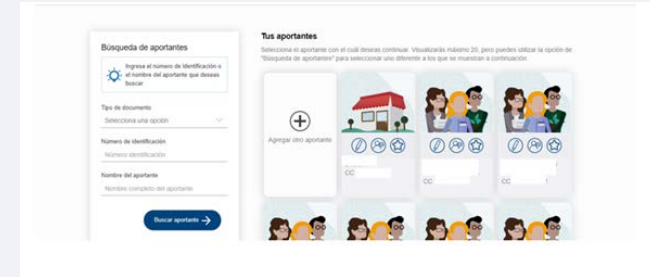 Búsqueda de aportantes
Ingresa el número de Identificación o
el nombre del aportante que deseas
buscar
Tipo de documento
Selecciona una opción
Número de identificación
Número identificación
Nombre del aportante
Nombre completo del aportante
Buscar aportante
Tus aportantes
Selecciona el aportante con el cuál deseas continuar. Visualizarás máximo 20, pero puedes utilizar la opción de
"Búsqueda de aportantes" para seleccionar uno diferente a los que se muestran a continuación.
Agregar otro aportante
CC
CC
CC